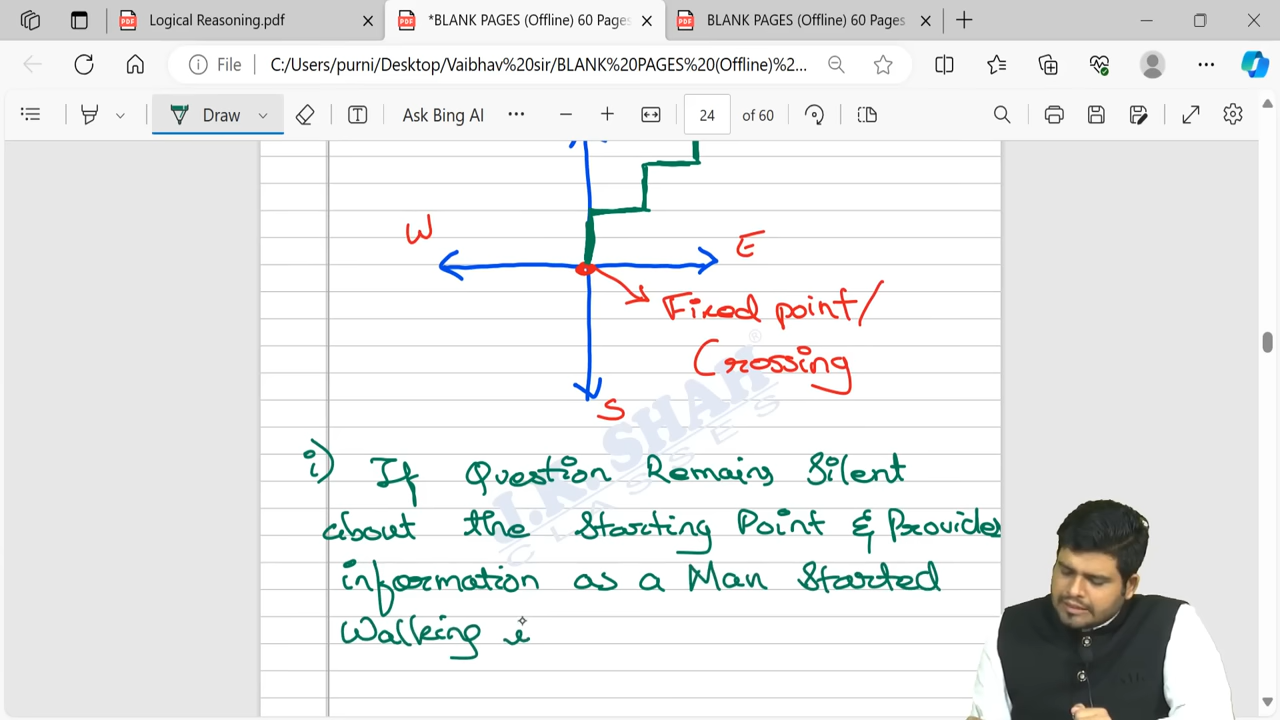 Logical Reasoning.pdf
*BLANK PAGES (Offline) 60 Pages
BLANK PAGES (Offline) 60 Pages
File
C:/Users/purni/Desktop/Vaibhav%20sir/BLANK%20PAGES%20(Offline)%2...
Draw
Ask Bing AI
24
of 60
W
E
Fixed point/
Crossing
S
J.K. SHAH®
CLASSES
i) If Question Remains Silent
about the Starting Point & Provides
information as a Man Started
Walking i